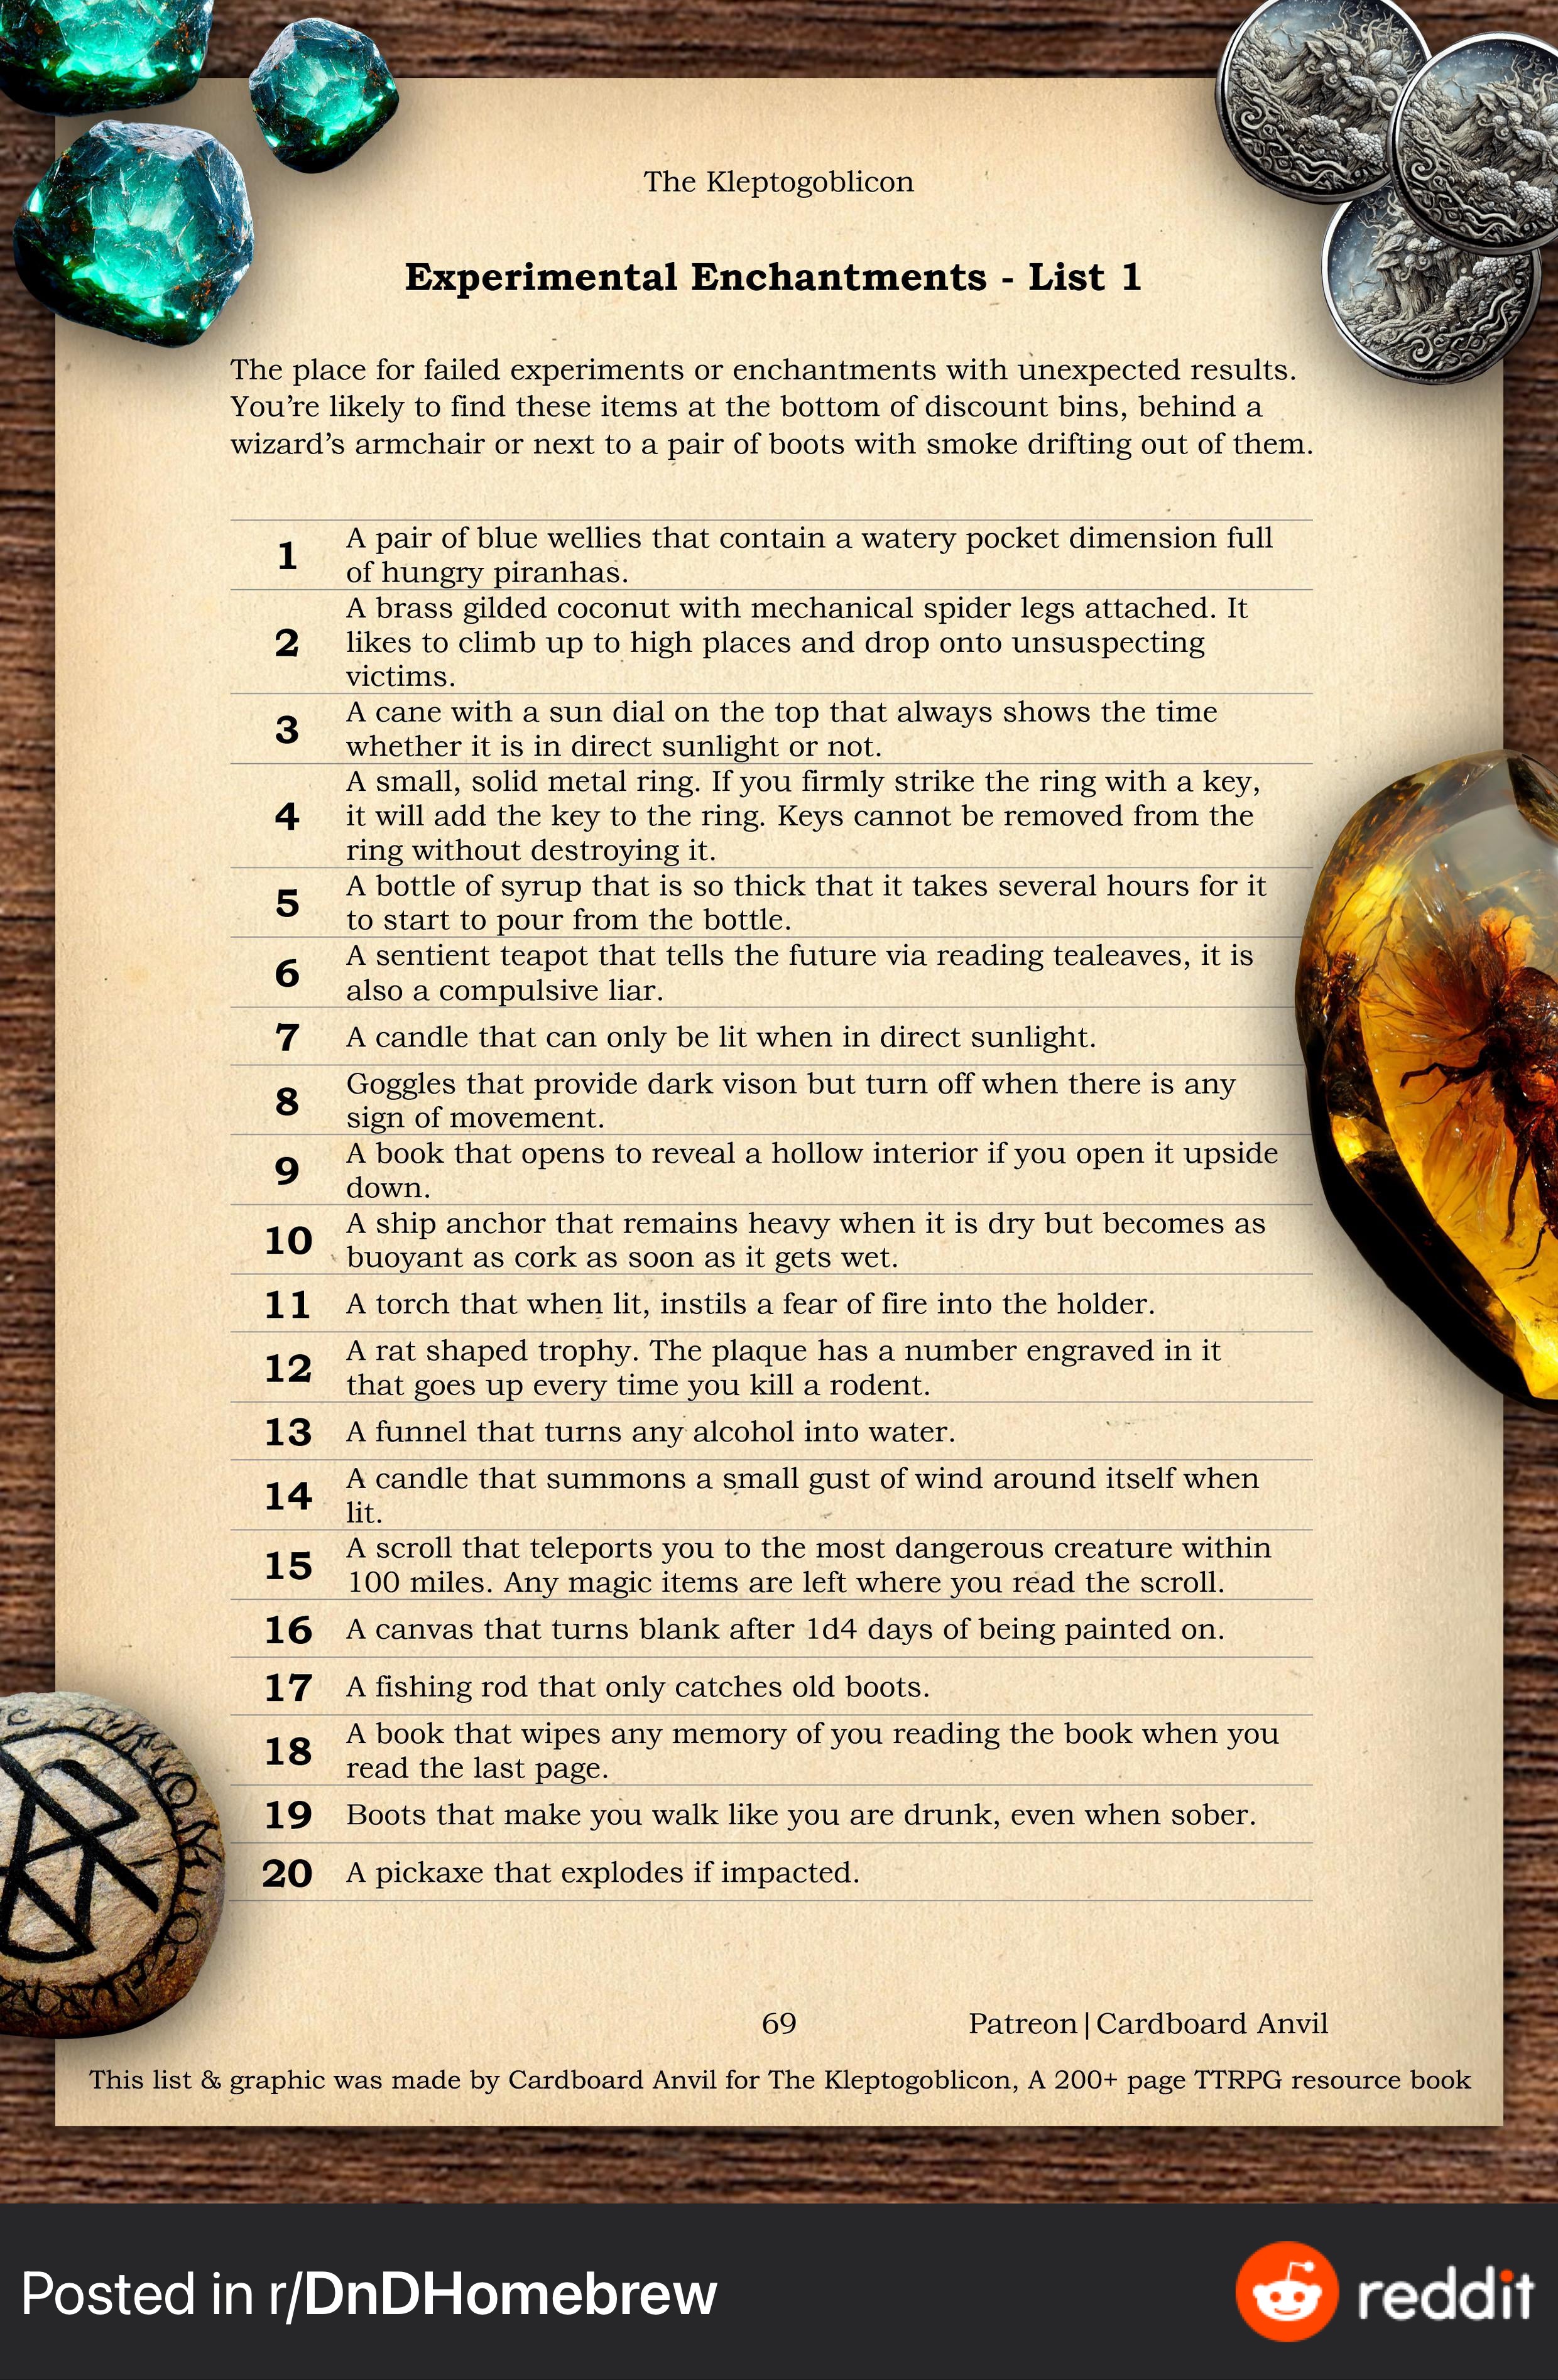 The Kleptogoblicon
Experimental Enchantments - List 1
The place for failed experiments or enchantments with unexpected results.
You’re likely to find these items at the bottom of discount bins, behind a
wizard’s armchair or next to a pair of boots with smoke drifting out of them.
1 A pair of blue wellies that contain a watery pocket dimension full
of hungry piranhas.
2 A brass gilded coconut with mechanical spider legs attached. It
likes to climb up to high places and drop onto unsuspecting
victims.
3 A cane with a sun dial on the top that always shows the time
whether it is in direct sunlight or not.
4 A small, solid metal ring. If you firmly strike the ring with a key,
it will add the key to the ring. Keys cannot be removed from the
ring without destroying it.
5 A bottle of syrup that is so thick that it takes several hours for it
to start to pour from the bottle.
6 A sentient teapot that tells the future via reading tealeaves, it is
also a compulsive liar.
7 A candle that can only be lit when in direct sunlight.
8 Goggles that provide dark vison but turn off when there is any
sign of movement.
9 A book that opens to reveal a hollow interior if you open it upside
down.
10 A ship anchor that remains heavy when it is dry but becomes as
buoyant as cork as soon as it gets wet.
11 A torch that when lit, instils a fear of fire into the holder.
12 A rat shaped trophy. The plaque has a number engraved in it
that goes up every time you kill a rodent.
13 A funnel that turns any alcohol into water.
14 A candle that summons a small gust of wind around itself when
lit.
15 A scroll that teleports you to the most dangerous creature within
100 miles. Any magic items are left where you read the scroll.
16 A canvas that turns blank after 1d4 days of being painted on.
17 A fishing rod that only catches old boots.
18 A book that wipes any memory of you reading the book when you
read the last page.
19 Boots that make you walk like you are drunk, even when sober.
20 A pickaxe that explodes if impacted.
69 Patreon|Cardboard Anvil
This list & graphic was made by Cardboard Anvil for The Kleptogoblicon, A 200+ page TTRPG resource book
Posted in r/DnDHomebrew reddit